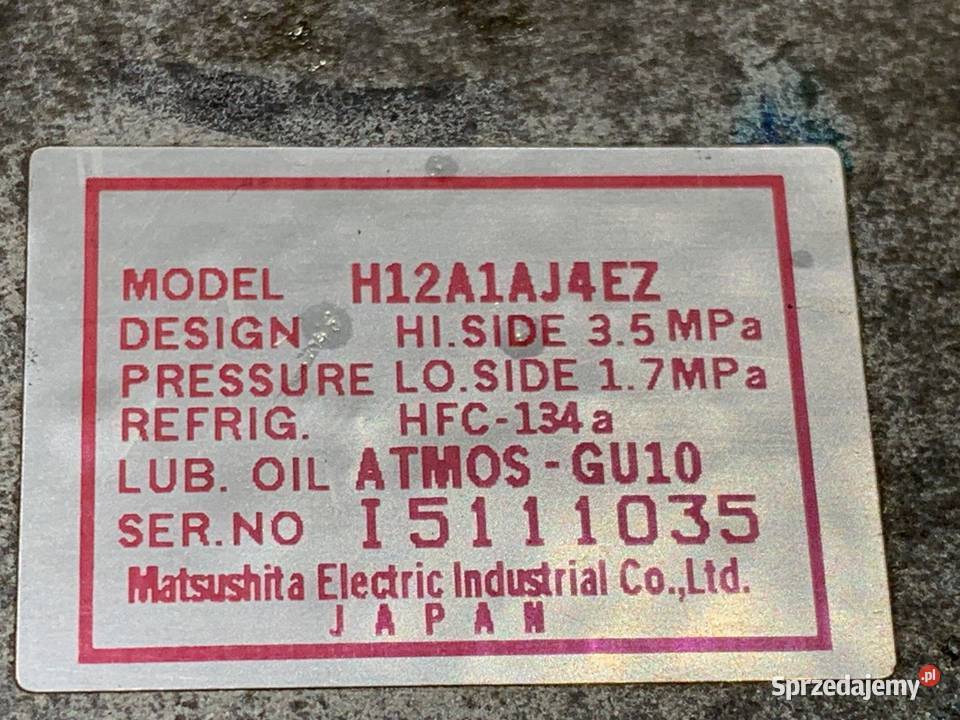 MODEL H12A1AJ4EZ
DESIGN HI.SIDE 3.5 MPa
PRESSURE LO.SIDE 1.7MPa
REFRIG. HFC-134a
LUB. OIL ATMOS-GU10
SER.NO I5111035
Matsushita Electric Industrial Co.,Ltd.
JAPAN
Sprzedajemy.pl